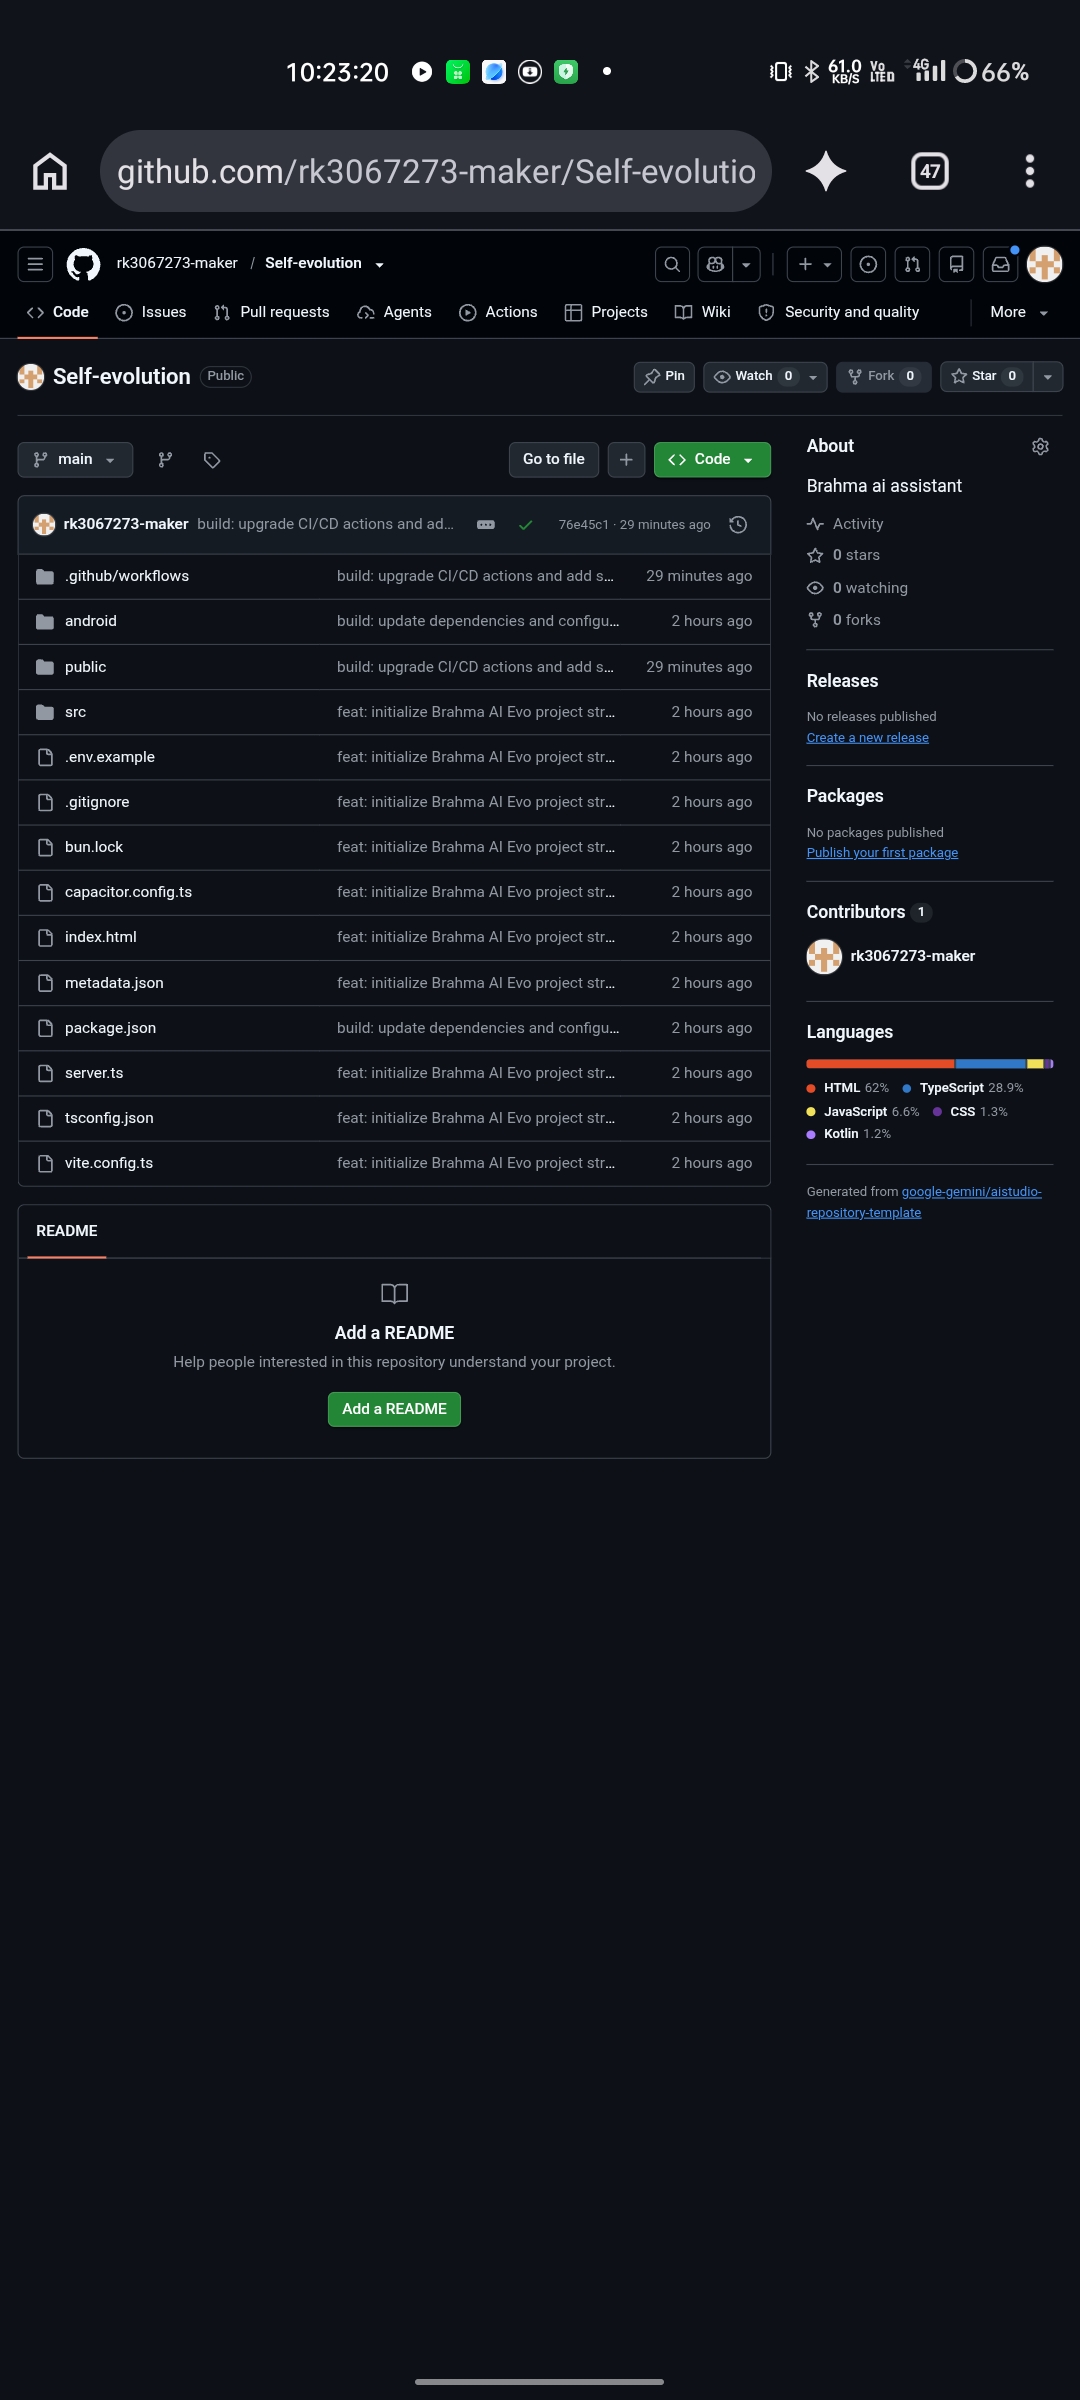 10:23:20 61.0 KB/S Vo LTED 4G 66%
github.com/rk3067273-maker/Self-evolutio 47
rk3067273-maker / Self-evolution
Code Issues Pull requests Agents Actions Projects Wiki Security and quality More
Self-evolution Public Pin Watch 0 Fork 0 Star 0
main Go to file Code
rk3067273-maker build: upgrade CI/CD actions and ad... 76e45c1 · 29 minutes ago
.github/workflows build: upgrade CI/CD actions and add s... 29 minutes ago
android build: update dependencies and configu... 2 hours ago
public build: upgrade CI/CD actions and add s... 29 minutes ago
src feat: initialize Brahma AI Evo project str... 2 hours ago
.env.example feat: initialize Brahma AI Evo project str... 2 hours ago
.gitignore feat: initialize Brahma AI Evo project str... 2 hours ago
bun.lock feat: initialize Brahma AI Evo project str... 2 hours ago
capacitor.config.ts feat: initialize Brahma AI Evo project str... 2 hours ago
index.html feat: initialize Brahma AI Evo project str... 2 hours ago
metadata.json feat: initialize Brahma AI Evo project str... 2 hours ago
package.json build: update dependencies and configu... 2 hours ago
server.ts feat: initialize Brahma AI Evo project str... 2 hours ago
tsconfig.json feat: initialize Brahma AI Evo project str... 2 hours ago
vite.config.ts feat: initialize Brahma AI Evo project str... 2 hours ago
README
Add a README
Help people interested in this repository understand your project.
Add a README
About
Brahma ai assistant
Activity
0 stars
0 watching
0 forks
Releases
No releases published
Create a new release
Packages
No packages published
Publish your first package
Contributors 1
rk3067273-maker
Languages
HTML 62% TypeScript 28.9%
JavaScript 6.6% CSS 1.3%
Kotlin 1.2%
Generated from google-gemini/aistudio-
repository-template